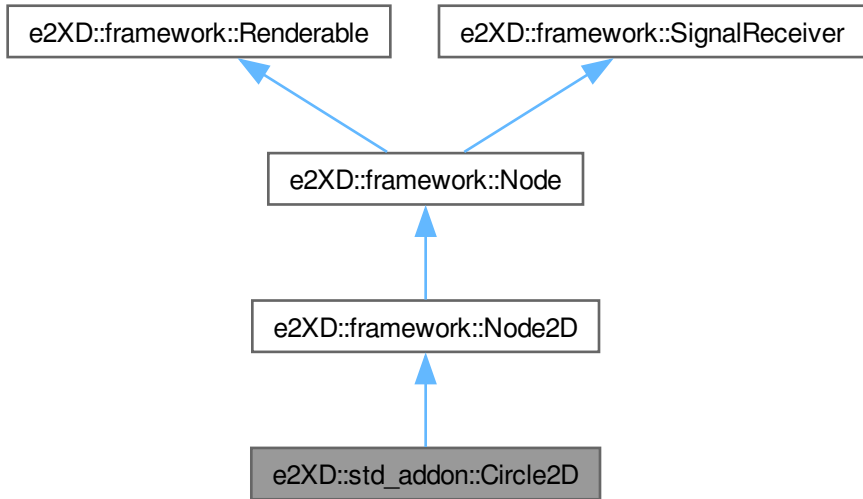 e2XD::framework::Renderable
e2XD::framework::SignalReceiver
e2XD::framework::Node
e2XD::framework::Node2D
e2XD::std_addon::Circle2D